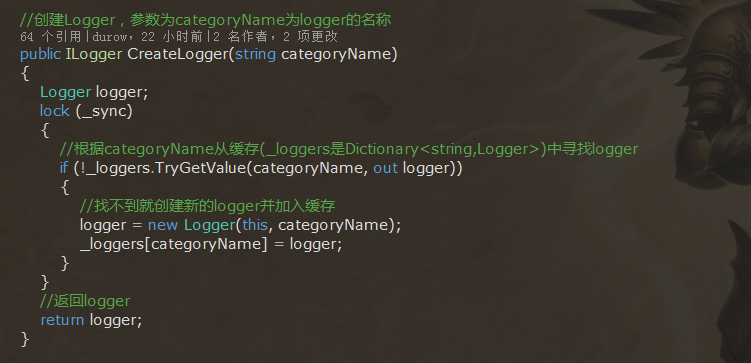 //创建Logger，参数为categoryName为logger的名称
64 个引用|durow，22 小时前|2 名作者，2 项更改
public ILogger CreateLogger(string categoryName)
{
Logger logger;
lock (_sync)
{
//根据categoryName从缓存(_loggers是Dictionary<string,Logger>)中寻找logger
if (!_loggers.TryGetValue(categoryName, out logger))
{
//找不到就创建新的logger并加入缓存
logger = new Logger(this, categoryName);
_loggers[categoryName] = logger;
}
}
//返回logger
return logger;
}